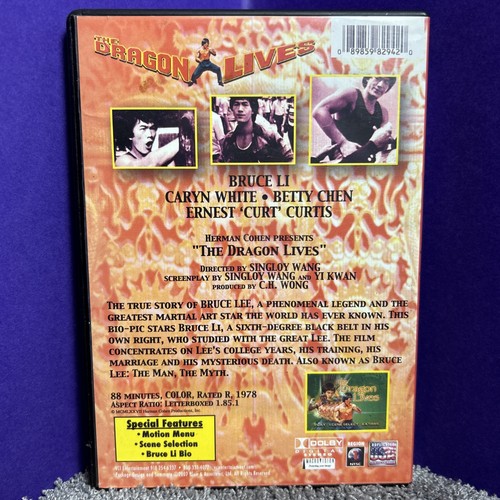 THE
DRAGON LIVES
0 89859 82942 0
BRUCE LI
CARYN WHITE • BETTY CHEN
ERNEST 'CURT' CURTIS
HERMAN COHEN PRESENTS
"THE DRAGON LIVES"
DIRECTED BY SINGLOY WANG
SCREENPLAY BY SINGLOY WANG AND YI KWAN
PRODUCED BY C.H. WONG
THE TRUE STORY OF BRUCE LEE, A PHENOMENAL LEGEND AND THE
GREATEST MARTIAL ART STAR THE WORLD HAS EVER KNOWN. THIS
BIO-PIC STARS BRUCE LI, A SIXTH-DEGREE BLACK BELT IN HIS
OWN RIGHT, WHO STUDIED WITH THE GREAT LEE. THE FILM
CONCENTRATES ON LEE'S COLLEGE YEARS, HIS TRAINING, HIS
MARRIAGE AND HIS MYSTERIOUS DEATH. ALSO KNOWN AS BRUCE
LEE: THE MAN, THE MYTH.
88 MINUTES, COLOR, RATED R, 1978
ASPECT RATIO: LETTERBOXED 1.85:1
Special Features
• Motion Menu
• Scene Selection
• Bruce Li Bio
Dragon
Lives
DOLBY
REGION
NTSC